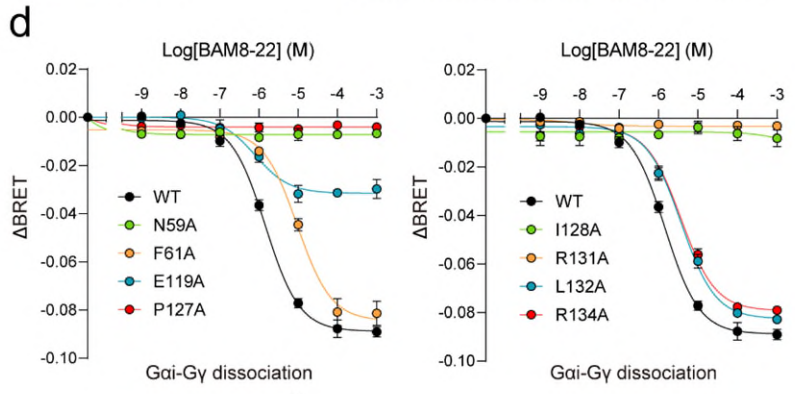 d
Log[BAM8-22] (M)
-9 -8 -7 -6 -5 -4 -3
0.02
0.00
-0.02
-0.04
-0.06
-0.08
-0.10
ΔBRET
WT
N59A
F61A
E119A
P127A
Gαi-Gγ dissociation
Log[BAM8-22] (M)
-9 -8 -7 -6 -5 -4 -3
0.02
0.00
-0.02
-0.04
-0.06
-0.08
-0.10
ΔBRET
WT
I128A
R131A
L132A
R134A
Gαi-Gγ dissociation